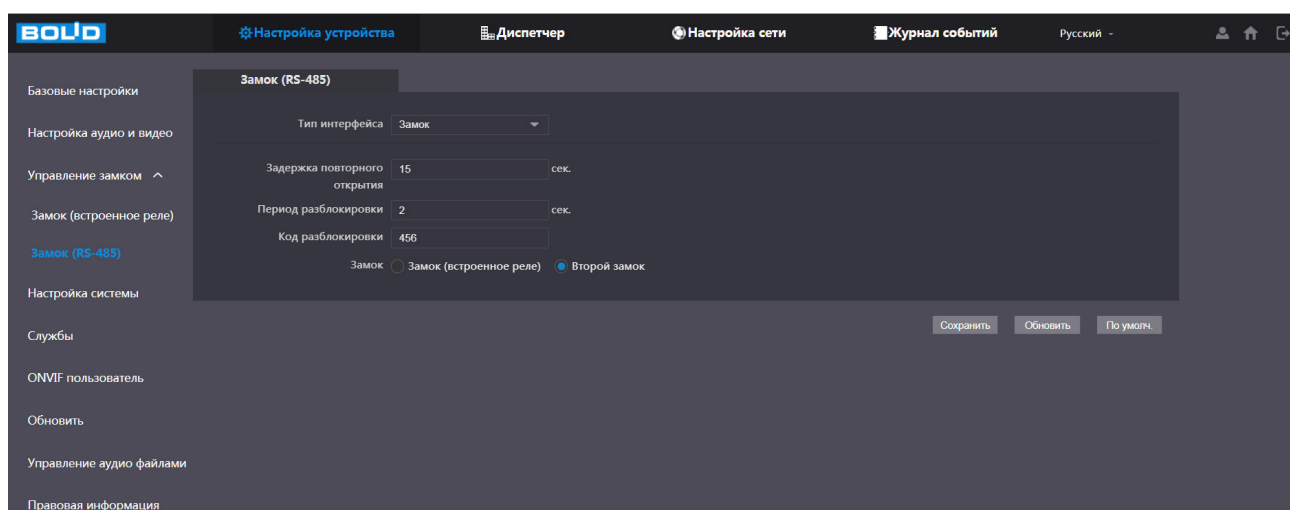 BOLID
Настройка устройства
Диспетчер
Настройка сети
Журнал событий
Русский
Базовые настройки
Настройка аудио и видео
Управление замком
Замок (встроенное реле)
Замок (RS-485)
Настройка системы
Службы
ONVIF пользователь
Обновить
Управление аудио файлами
Правовая информация
Замок (RS-485)
Тип интерфейса Замок
Задержка повторного 15 сек.
открытия
Период разблокировки 2 сек.
Код разблокировки 456
Замок Замок (встроенное реле) Второй замок
Сохранить Обновить По умолч.